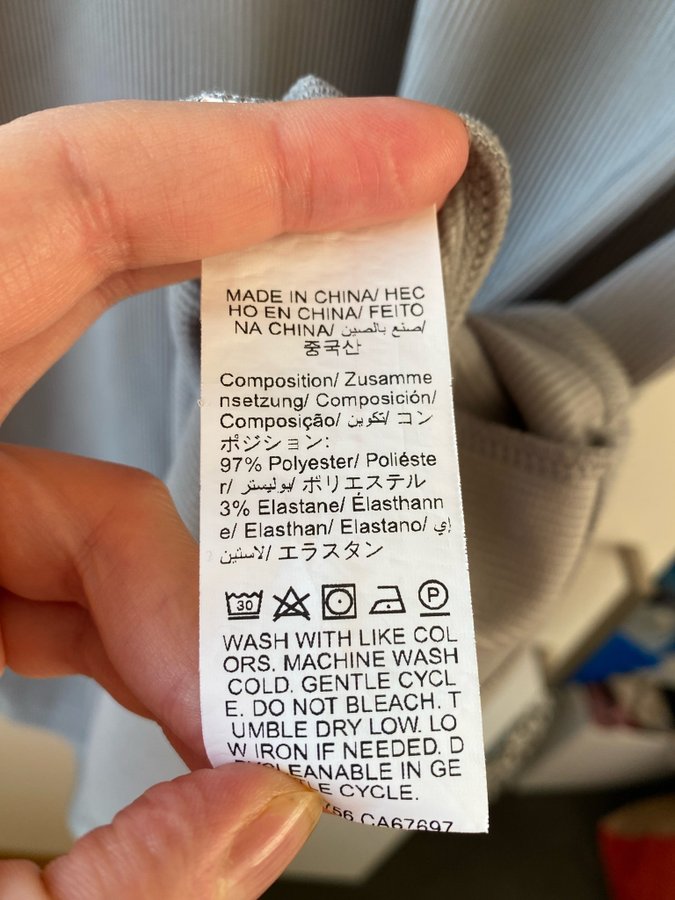 MADE IN CHINA/ HEC
HO EN CHINA/ FEITO
NA CHINA/ صنع بالصين/
중국산
Composition/ Zusamme
nsetzung/ Composición/
Composição/ تكوين/ コン
ポジション:
97% Polyester/ Poliéste
r/ بوليستر/ ポリエステル
3% Elastane/ Élasthann
e/ Elasthan/ Elastano/ إي
لاستين/ エラスタン
30 P
WASH WITH LIKE COL
ORS. MACHINE WASH
COLD. GENTLE CYCL
E. DO NOT BLEACH. T
UMBLE DRY LOW. LO
W IRON IF NEEDED. D
CLEANABLE IN GE
LE CYCLE.
56 CA67697